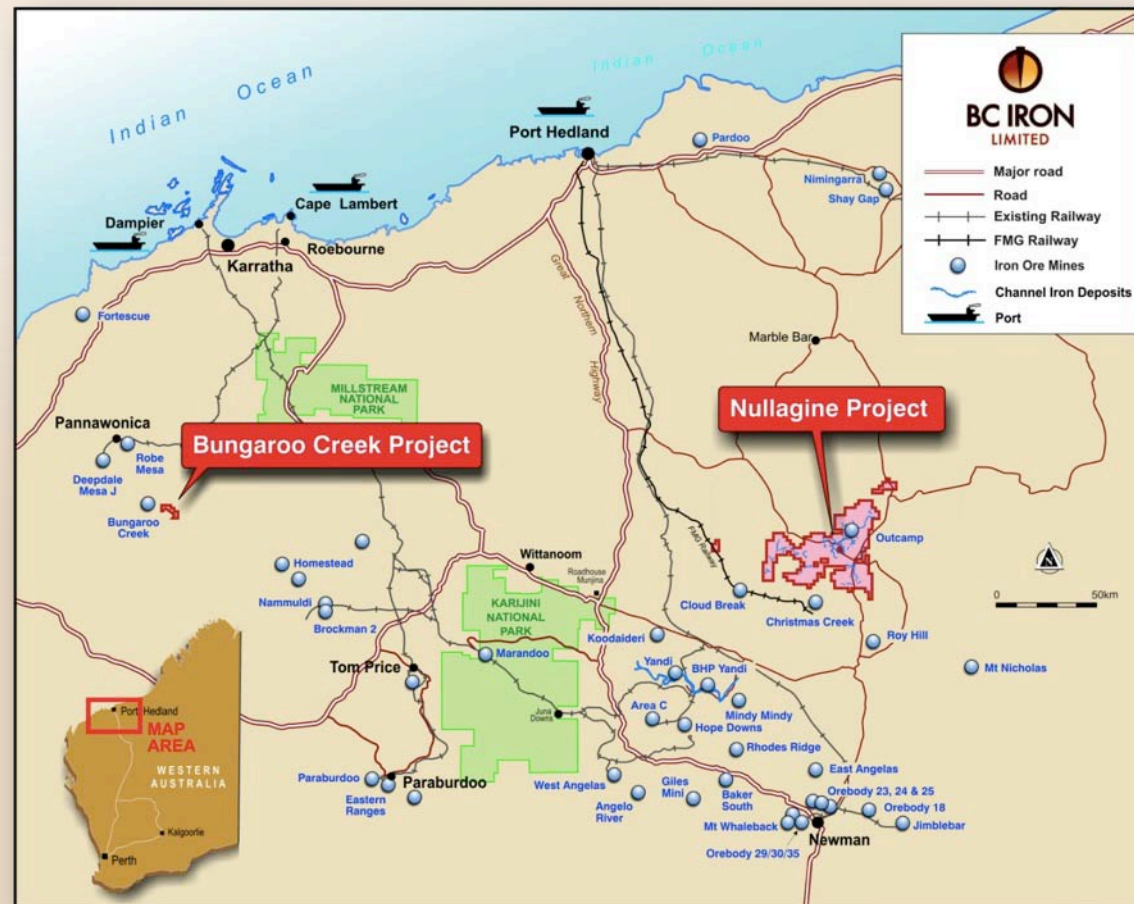 Indian Ocean
Indian Ocean
BC IRON
LIMITED
Major road
Road
Existing Railway
FMG Railway
Iron Ore Mines
Channel Iron Deposits
Port
Port Hedland
Pardoo
Nimingarra
Shay Gap
Cape Lambert
Dampier
Roebourne
Karratha
Fortescue
Great Northern Highway
Marble Bar
MILLSTREAM
NATIONAL
PARK
Nullagine Project
Pannawonica
Robe
Mesa
Bungaroo Creek Project
Deepdale
Mesa J
Bungaroo
Creek
Outcamp
FMG Railway
Homestead
Wittanoom
Roadhouse
Munjina
Nammuldi
Brockman 2
KARIJINI
NATIONAL
PARK
Cloud Break
Christmas Creek
50km
0
Koodaideri
Roy Hill
Marandoo
Tom Price
Yandi
BHP Yandi
Mt Nicholas
Juna
Downs
Area C
Mindy Mindy
Hope Downs
Rhodes Ridge
Paraburdoo
Paraburdoo
Eastern
Ranges
West Angelas
Angelo
River
Giles
Mini
Baker
South
East Angelas
Orebody 23, 24 & 25
Orebody 18
Mt Whaleback
Jimblebar
Newman
Orebody 29/30/35
Port Hedland
MAP
AREA
WESTERN
AUSTRALIA
Kalgoorlie
Perth